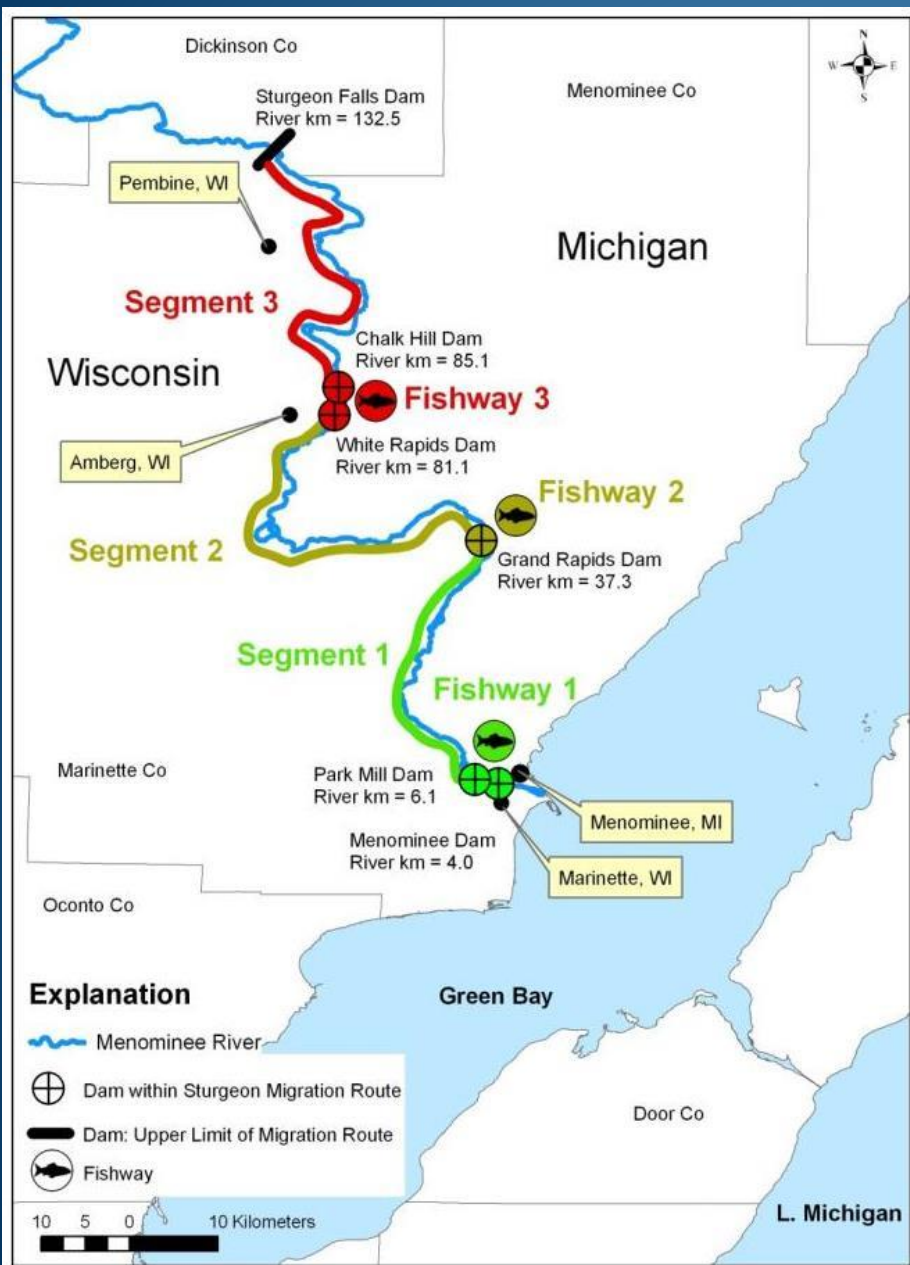 Dickinson Co
N
W E
S
Sturgeon Falls Dam
River km = 132.5
Menominee Co
Pembine, WI
Michigan
Segment 3
Chalk Hill Dam
River km = 85.1
Wisconsin
Fishway 3
White Rapids Dam
River km = 81.1
Amberg, WI
Fishway 2
Segment 2
Grand Rapids Dam
River km = 37.3
Segment 1
Fishway 1
Marinette Co
Park Mill Dam
River km = 6.1
Menominee, MI
Menominee Dam
River km = 4.0
Marinette, WI
Oconto Co
Explanation
Green Bay
Menominee River
Dam within Sturgeon Migration Route
Door Co
Dam: Upper Limit of Migration Route
Fishway
10 5 0 10 Kilometers
L. Michigan